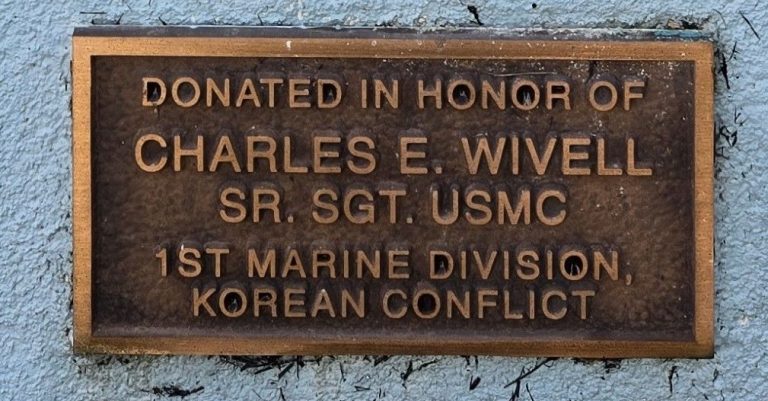 DONATED IN HONOR OF
CHARLES E. WIVELL
SR. SGT. USMC
1ST MARINE DIVISION,
KOREAN CONFLICT